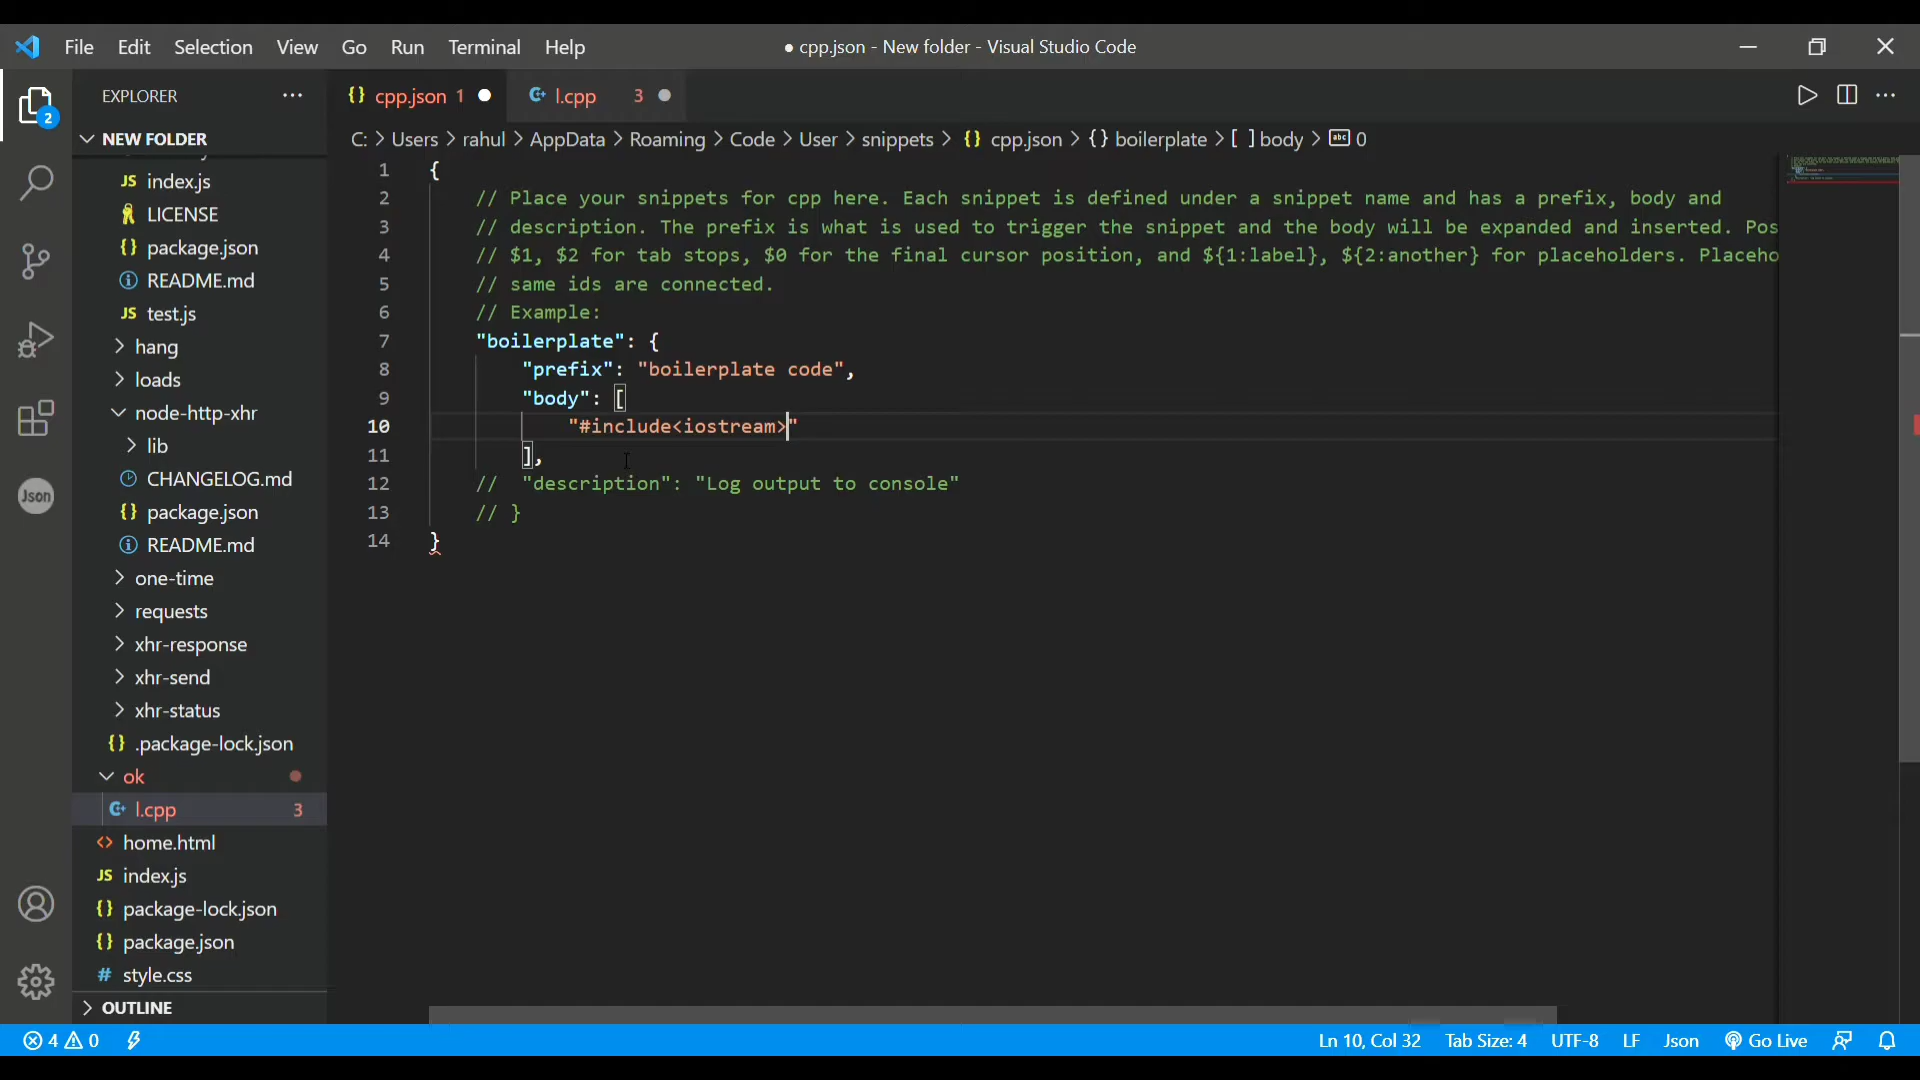 File Edit Selection View Go Run Terminal Help
● cpp.json - New folder - Visual Studio Code
EXPLORER ···
{} cpp.json 1 ●
l.cpp 3 ●
2
NEW FOLDER
C: > Users > rahul > AppData > Roaming > Code > User > snippets > {} cpp.json > {} boilerplate > [ ] body > abc 0
JS index.js
LICENSE
{} package.json
README.md
JS test.js
hang
loads
node-http-xhr
lib
CHANGELOG.md
{} package.json
README.md
one-time
requests
xhr-response
xhr-send
xhr-status
{} .package-lock.json
ok
l.cpp 3
<> home.html
JS index.js
{} package-lock.json
{} package.json
# style.css
OUTLINE
Json
1 {
2 // Place your snippets for cpp here. Each snippet is defined under a snippet name and has a prefix, body and
3 // description. The prefix is what is used to trigger the snippet and the body will be expanded and inserted. Pos
4 // $1, $2 for tab stops, $0 for the final cursor position, and ${1:label}, ${2:another} for placeholders. Placeho
5 // same ids are connected.
6 // Example:
7 "boilerplate": {
8 "prefix": "boilerplate code",
9 "body": [
10 "#include<iostream>"
11 ],
12 // "description": "Log output to console"
13 // }
14 }
4 0
Ln 10, Col 32 Tab Size: 4 UTF-8 LF Json Go Live